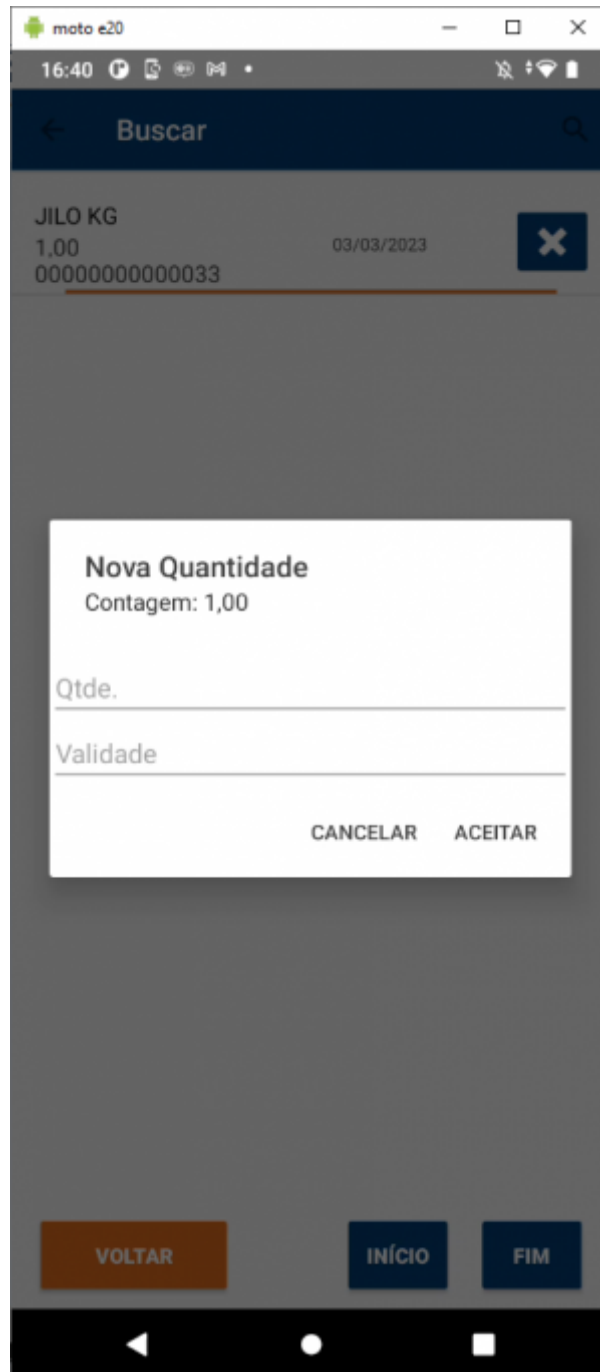 moto e20
16:40
Buscar
JILO KG
1,00
03/03/2023
00000000000033
Nova Quantidade
Contagem: 1,00
Qtde.
Validade
CANCELAR ACEITAR
VOLTAR INÍCIO FIM